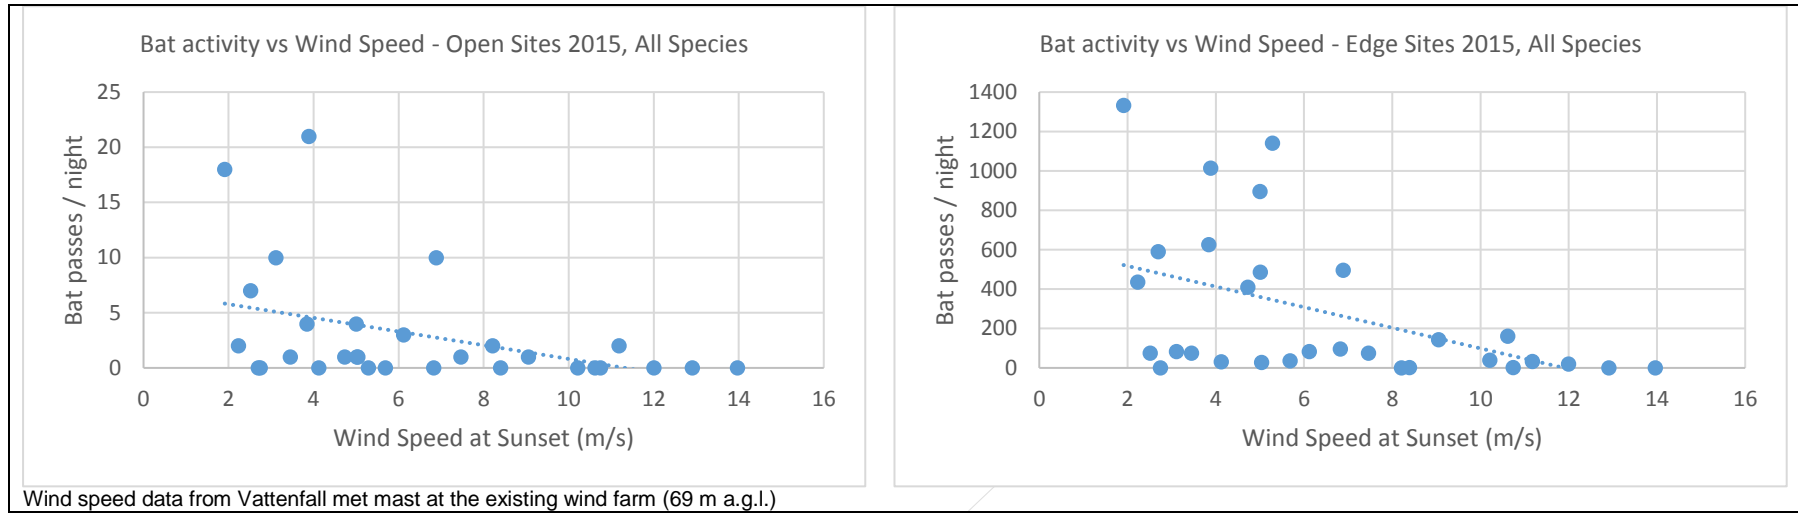 Bat activity vs Wind Speed - Open Sites 2015, All Species
25
20
15
10
5
0
Bat passes / night
0 2 4 6 8 10 12 14 16
Wind Speed at Sunset (m/s)
Bat activity vs Wind Speed - Edge Sites 2015, All Species
1400
1200
1000
800
600
400
200
0
Bat passes / night
0 2 4 6 8 10 12 14 16
Wind Speed at Sunset (m/s)
Wind speed data from Vattenfall met mast at the existing wind farm (69 m a.g.l.)